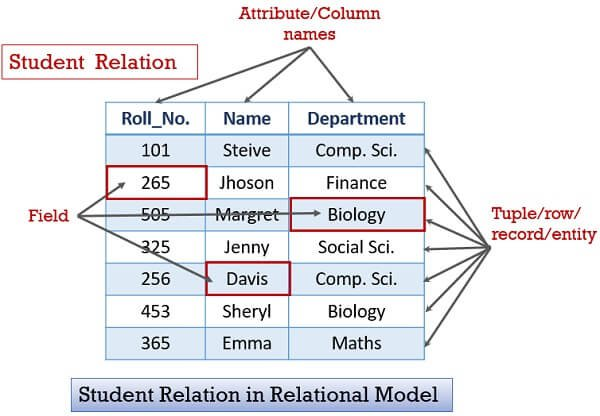 Attribute/Column
names
Student Relation
Roll_No. Name Department
101 Steive Comp. Sci.
265 Jhoson Finance
Field
505 Margret Biology
Tuple/row/
record/entity
325 Jenny Social Sci.
256 Davis Comp. Sci.
453 Sheryl Biology
365 Emma Maths
Student Relation in Relational Model